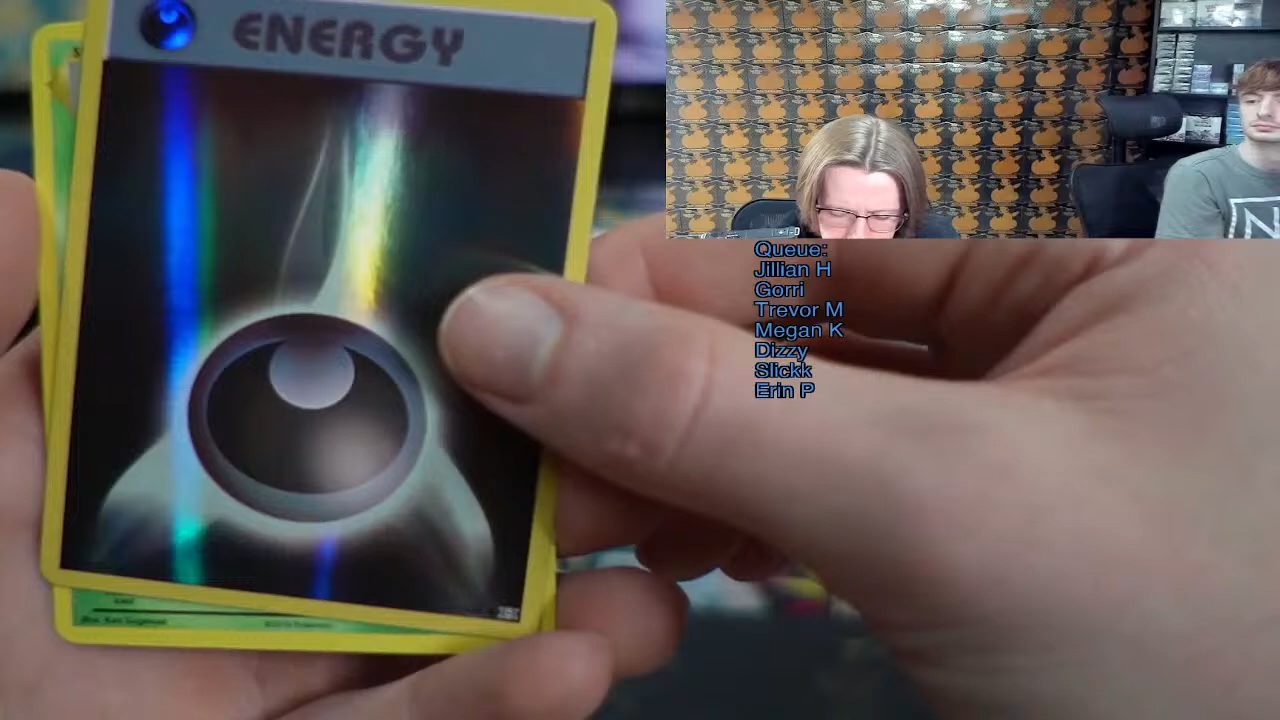 ENERGY
Queue:
Jillian H
Gorri
Trevor M
Megan K
Dizzy
Slickk
Erin P